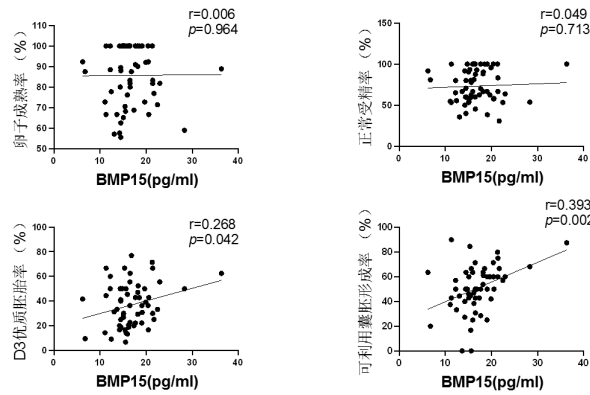 r=0.006
p=0.964
卵子成熟率（%）
110
100
90
80
70
60
50
0
10
20
30
40
BMP15(pg/ml)
r=0.049
p=0.713
正常受精率（%）
150
100
50
0
0
10
20
30
40
BMP15(pg/ml)
r=0.268
p=0.042
D3优质胚胎率（%）
100
80
60
40
20
0
0
10
20
30
40
BMP15(pg/ml)
r=0.393
p=0.002
可利用囊胚形成率（%）
100
80
60
40
20
0
0
10
20
30
40
BMP15(pg/ml)